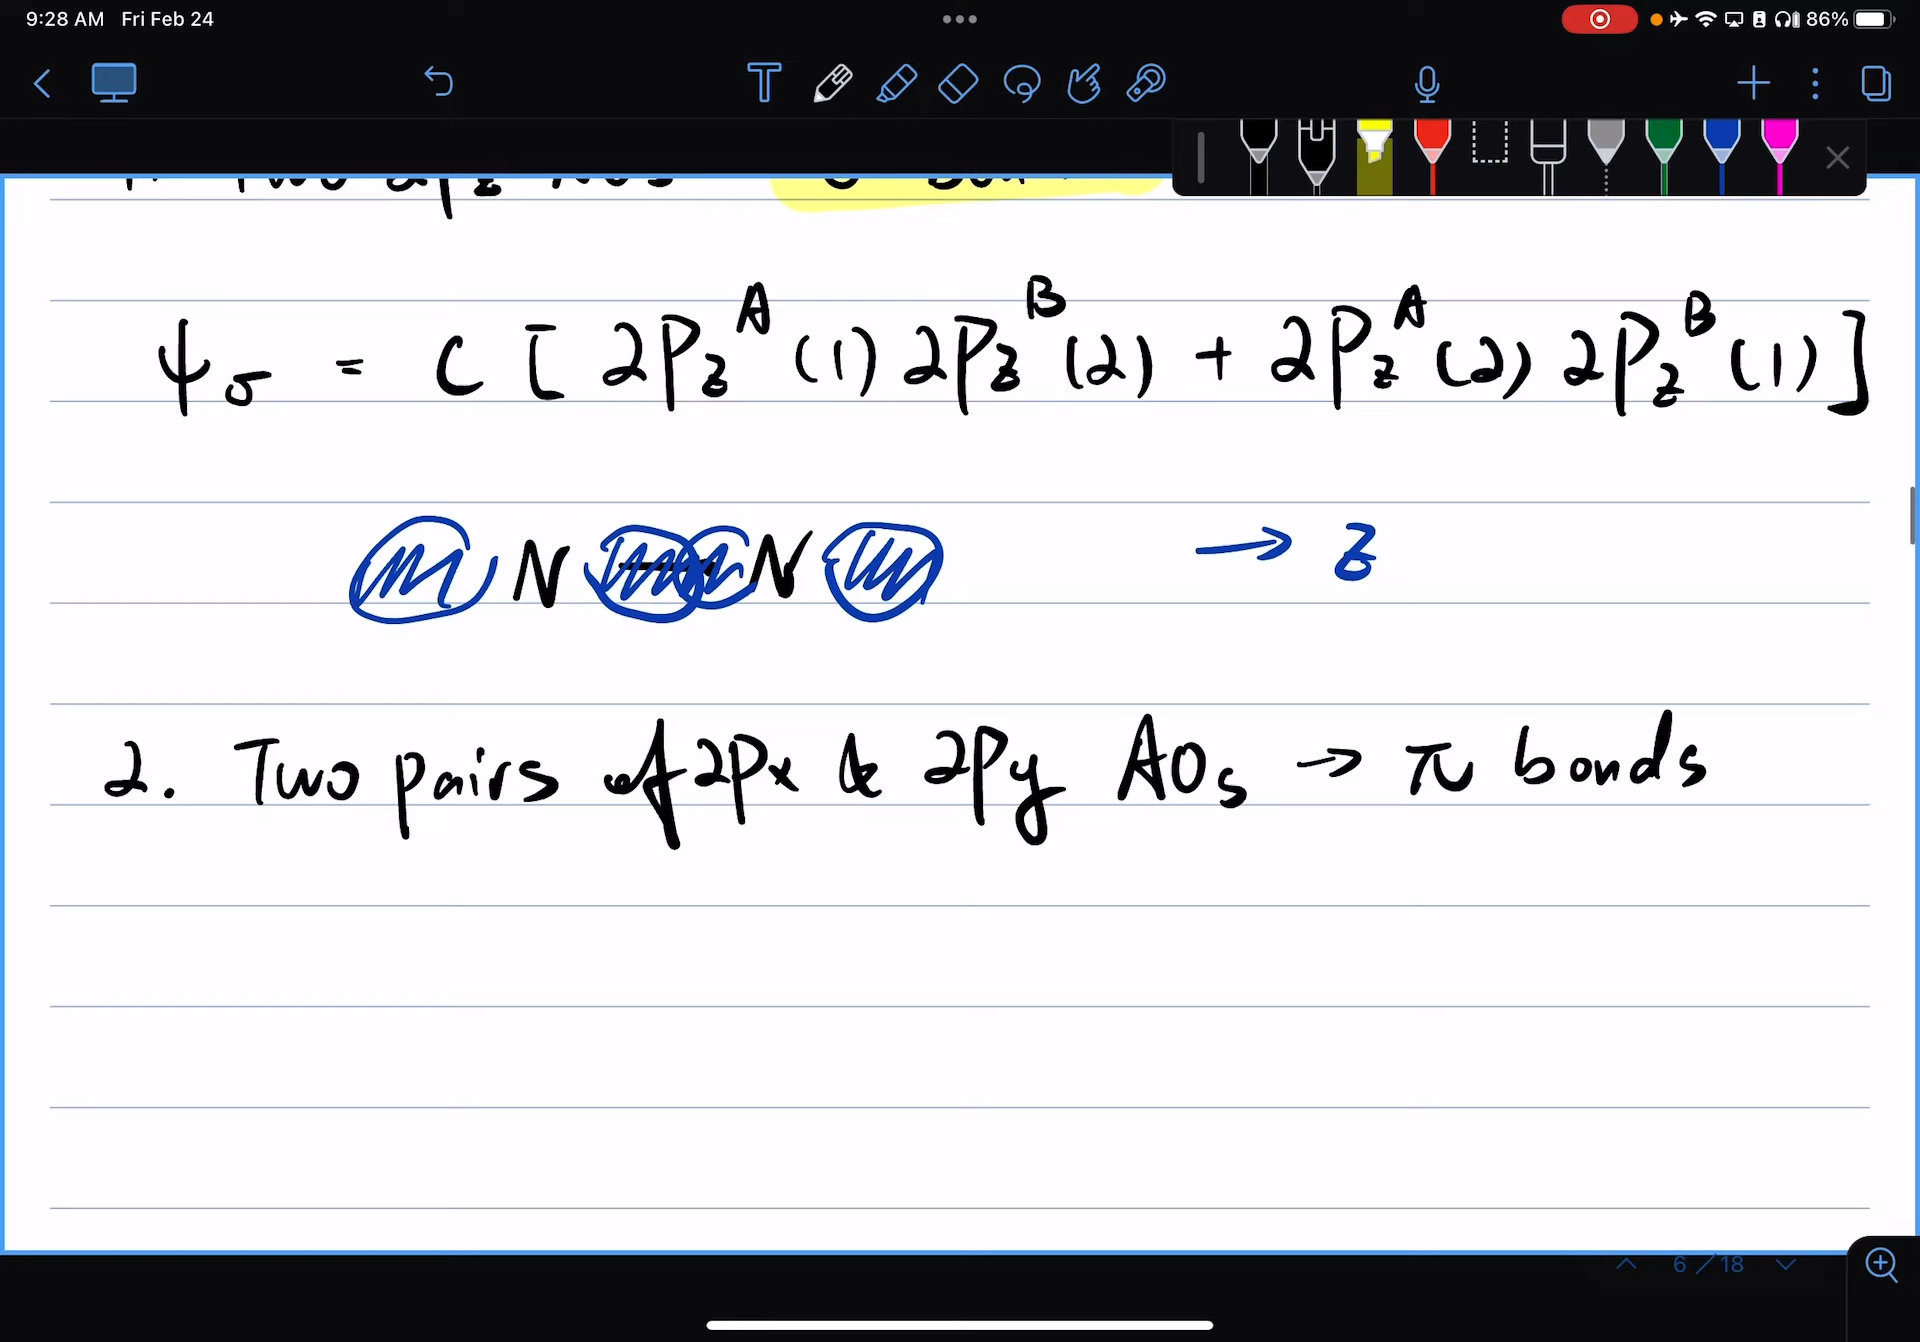 9:28 AM Fri Feb 24
86%
T
ψσ = C [ 2Pz^A (1) 2Pz^B (2) + 2Pz^A (2) 2Pz^B (1) ]
N — N → z
2. Two pairs of 2Px & 2Py AOs → π bonds
6 / 18